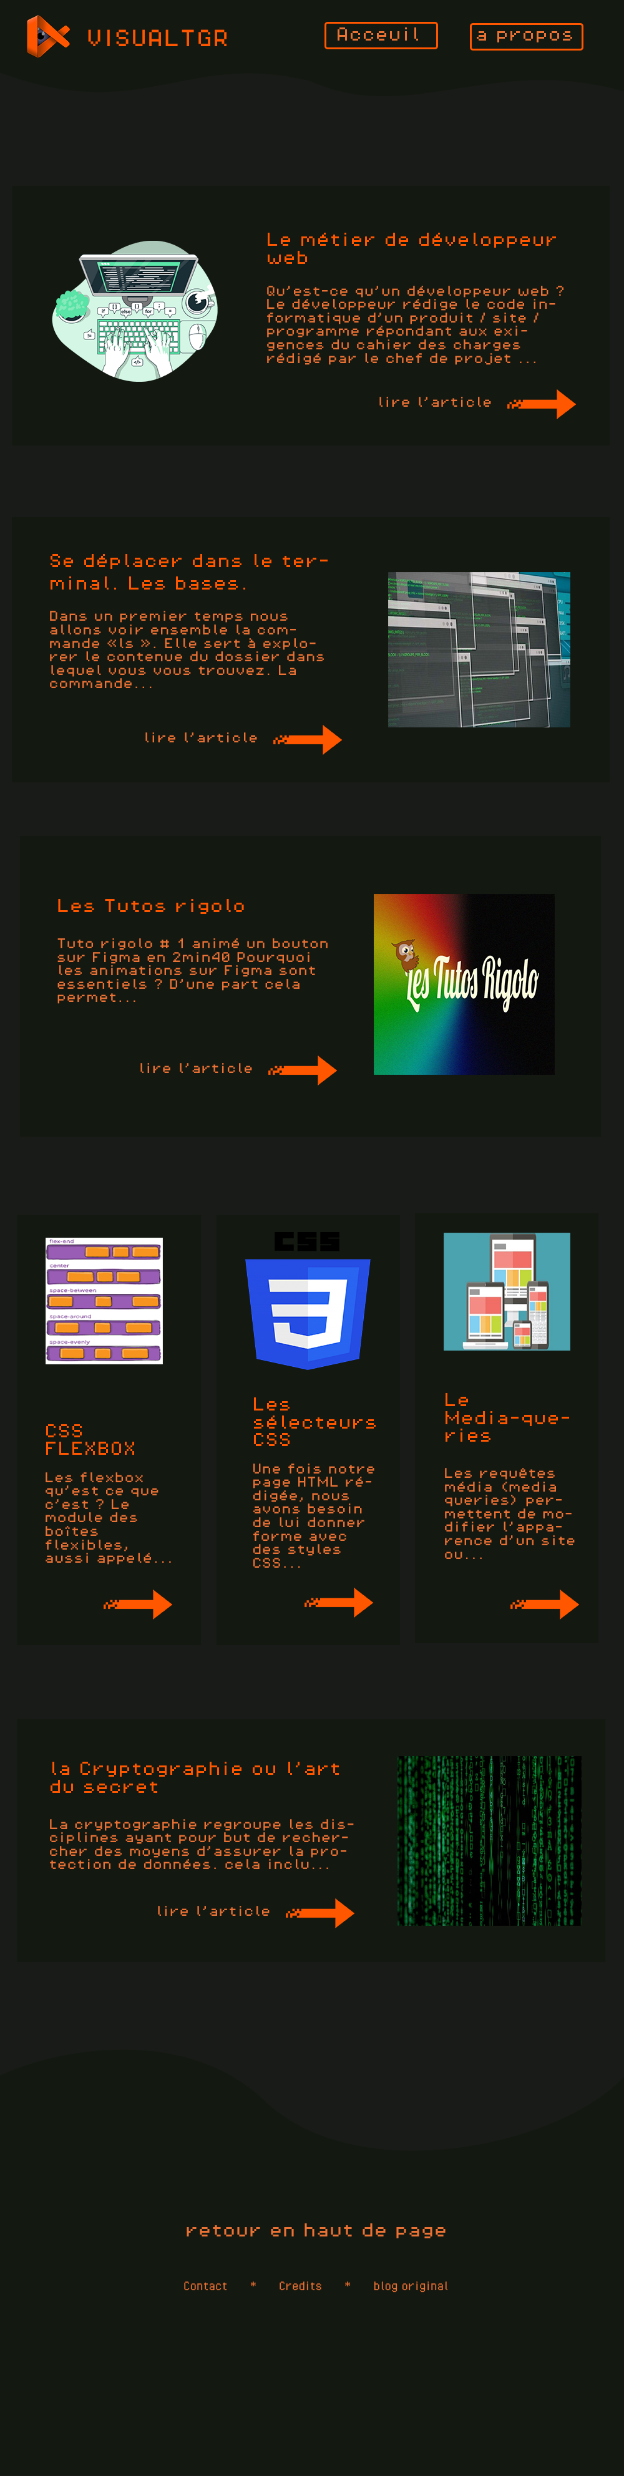 VISUALTGR
Acceuil
a propos
Le métier de développeur
web
Qu'est-ce qu'un développeur web ?
Le développeur rédige le code in-
formatique d'un produit / site /
programme répondant aux exi-
gences du cahier des charges
rédigé par le chef de projet ...
lire l'article
Se déplacer dans le ter-
minal. Les bases.
Dans un premier temps nous
allons voir ensemble la com-
mande «ls ». Elle sert à explo-
rer le contenue du dossier dans
lequel vous vous trouvez. La
commande...
lire l'article
Les Tutos rigolo
Tuto rigolo # 1 animé un bouton
sur Figma en 2min40 Pourquoi
les animations sur Figma sont
essentiels ? D'une part cela
permet...
lire l'article
Les Tutos Rigolo
flex-end
center
space-between
space-around
space-evenly
CSS
FLEXBOX
Les flexbox
qu'est ce que
c'est ? Le
module des
boîtes
flexibles,
aussi appelé...
CSS
3
Les
sélecteurs
CSS
Une fois notre
page HTML ré-
digée, nous
avons besoin
de lui donner
forme avec
des styles
CSS...
Le
Media-que-
ries
Les requêtes
média (media
queries) per-
mettent de mo-
difier l'appa-
rence d'un site
ou...
la Cryptographie ou l'art
du secret
La cryptographie regroupe les dis-
ciplines ayant pour but de recher-
cher des moyens d'assurer la pro-
tection de données. cela inclu...
lire l'article
retour en haut de page
Contact * Credits * blog original